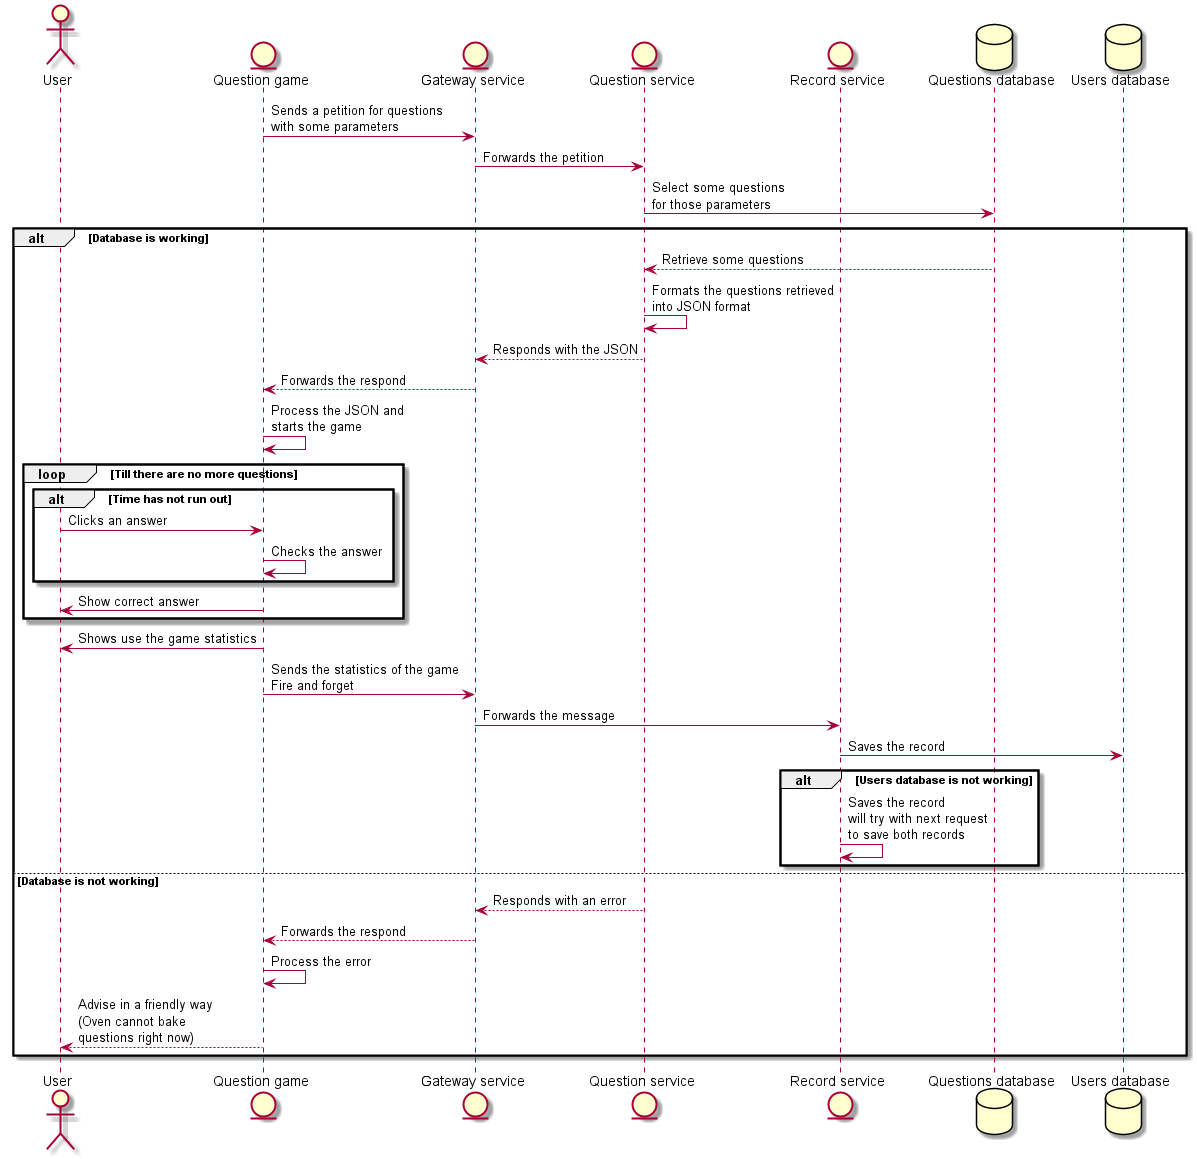 User
Question game
Gateway service
Question service
Record service
Questions database
Users database
Sends a petition for questions
with some parameters
Forwards the petition
Select some questions
for those parameters
alt
[Database is working]
Retrieve some questions
Formats the questions retrieved
into JSON format
Responds with the JSON
Forwards the respond
Process the JSON and
starts the game
loop
[Till there are no more questions]
alt
[Time has not run out]
Clicks an answer
Checks the answer
Show correct answer
Shows use the game statistics
Sends the statistics of the game
Fire and forget
Forwards the message
Saves the record
alt
[Users database is not working]
Saves the record
will try with next request
to save both records
[Database is not working]
Responds with an error
Forwards the respond
Process the error
Advise in a friendly way
(Oven cannot bake
questions right now)
User
Question game
Gateway service
Question service
Record service
Questions database
Users database